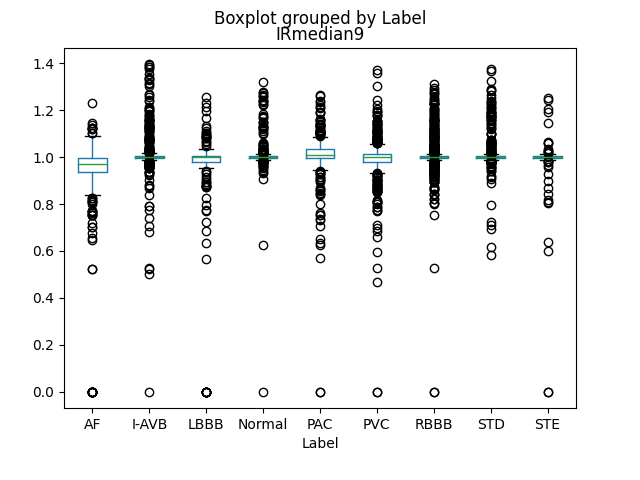 Boxplot grouped by Label
IRmedian9
1.4
1.2
1.0
0.8
0.6
0.4
0.2
0.0
AF I-AVB LBBB Normal PAC PVC RBBB STD STE
Label